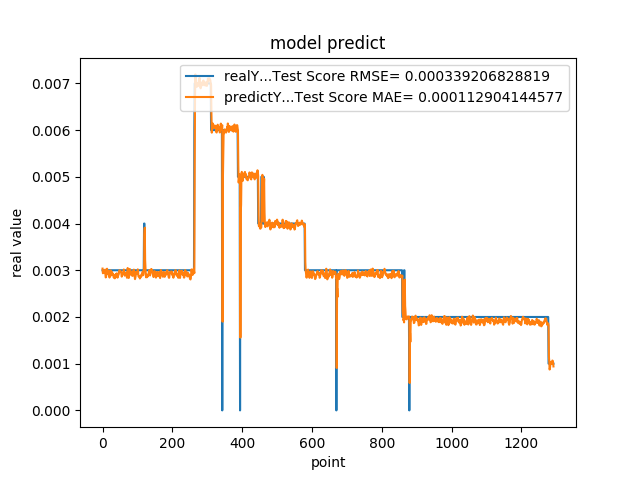 model predict
realY...Test Score RMSE= 0.000339206828819
predictY...Test Score MAE= 0.000112904144577
0.007
0.006
0.005
0.004
0.003
0.002
0.001
0.000
real value
0 200 400 600 800 1000 1200
point